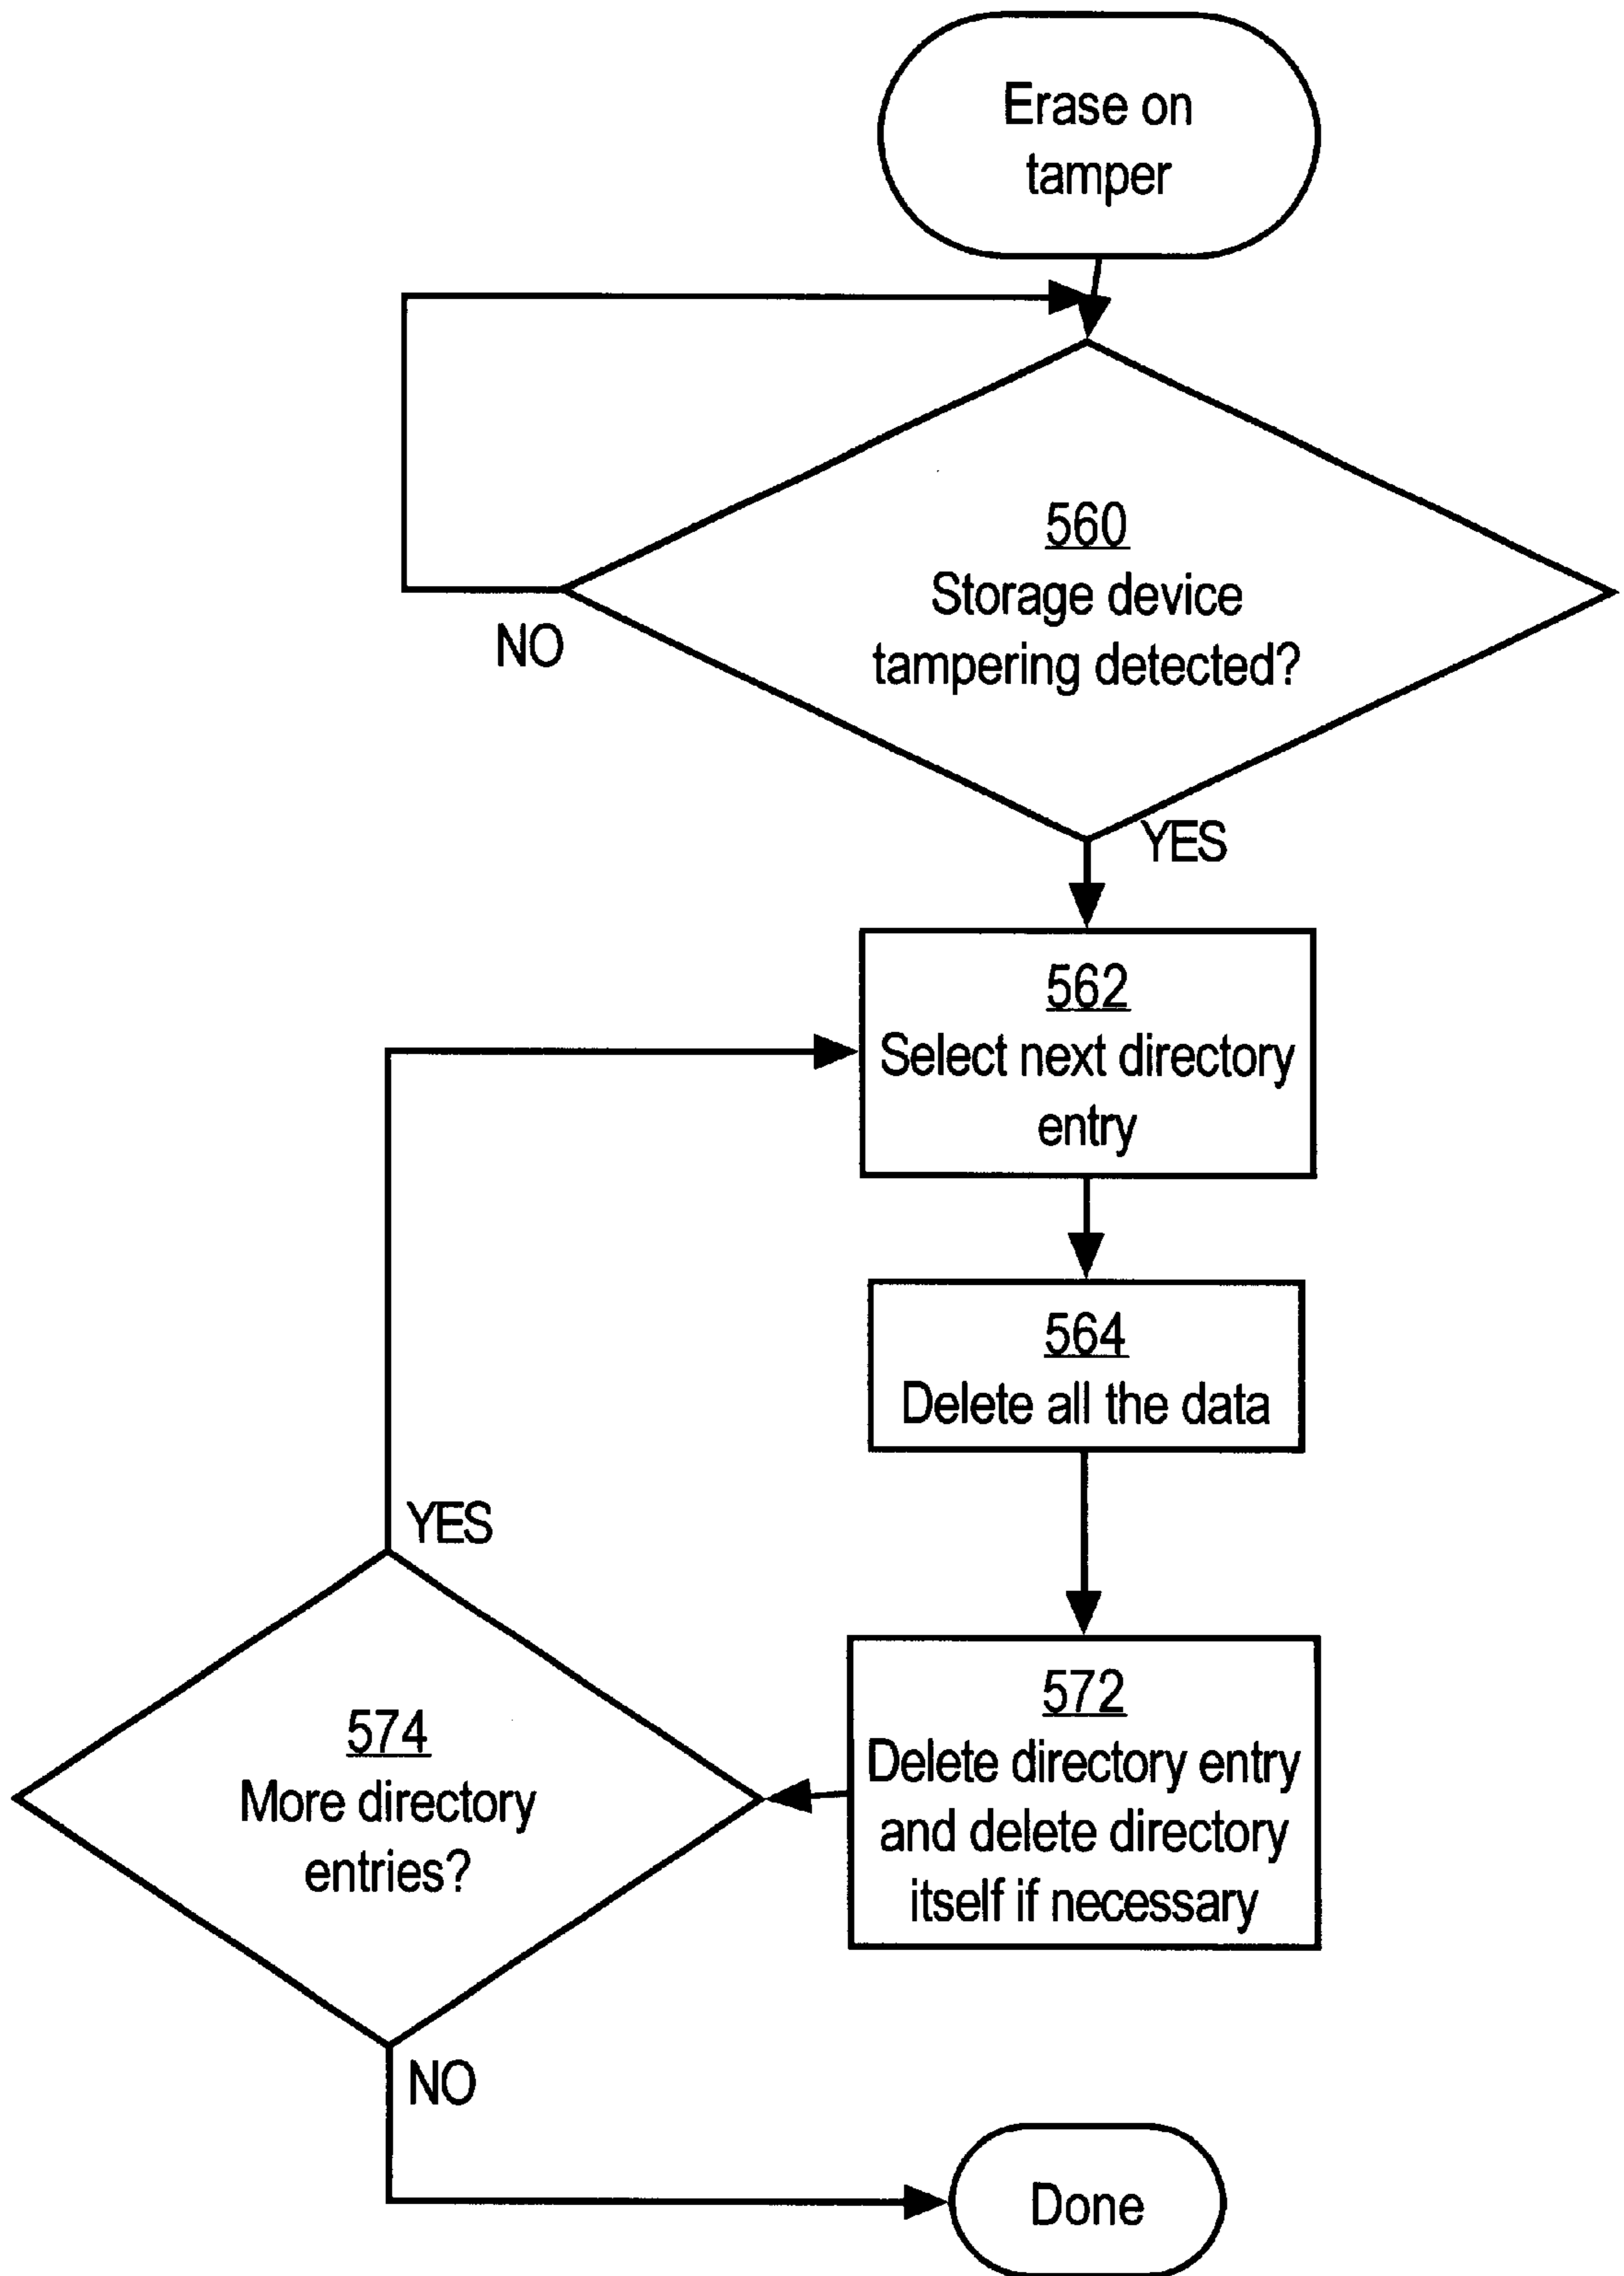 Erase on
tamper
560
Storage device
tampering detected?
NO
YES
562
Select next directory
entry
564
Delete all the data
YES
572
Delete directory entry
and delete directory
itself if necessary
574
More directory
entries?
NO
Done